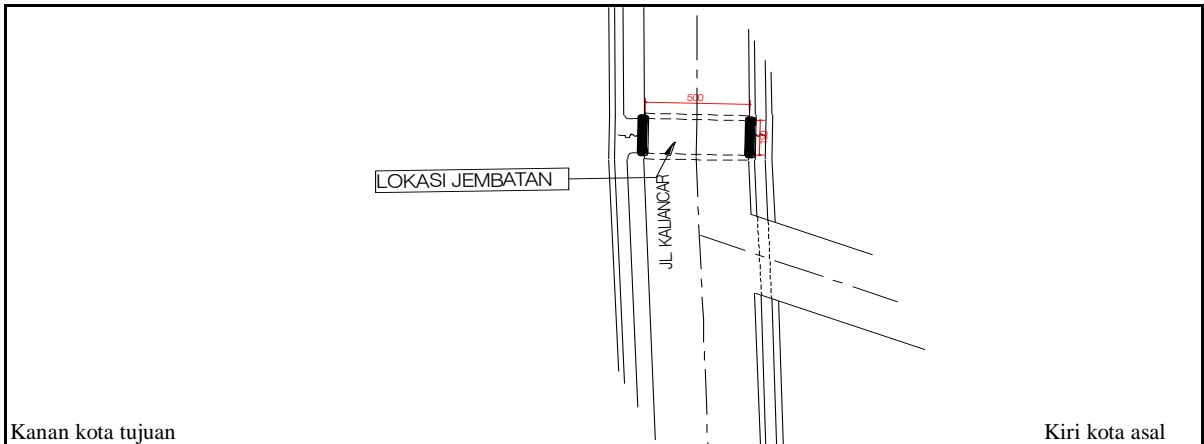 500
LOKASI JEMBATAN
JL. KALIANCAR
Kanan kota tujuan
Kiri kota asal